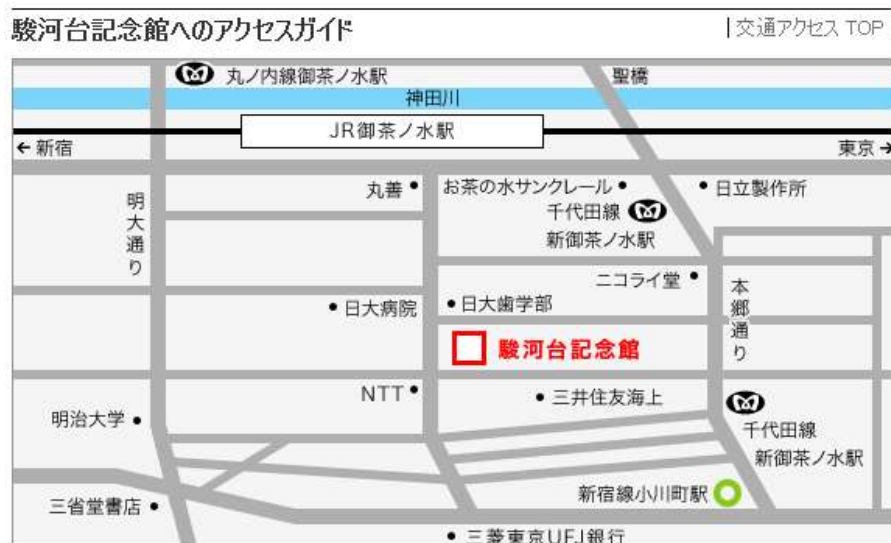 駿河台記念館へのアクセスガイド
交通アクセス TOP
丸ノ内線御茶ノ水駅
聖橋
神田川
JR御茶ノ水駅
←新宿
東京→
丸善
お茶の水サンクレール
日立製作所
明大通り
千代田線
新御茶ノ水駅
ニコライ堂
本郷通り
日大病院
日大歯学部
駿河台記念館
NTT
三井住友海上
明治大学
千代田線
新御茶ノ水駅
新宿線小川町駅
三省堂書店
三菱東京UFJ銀行